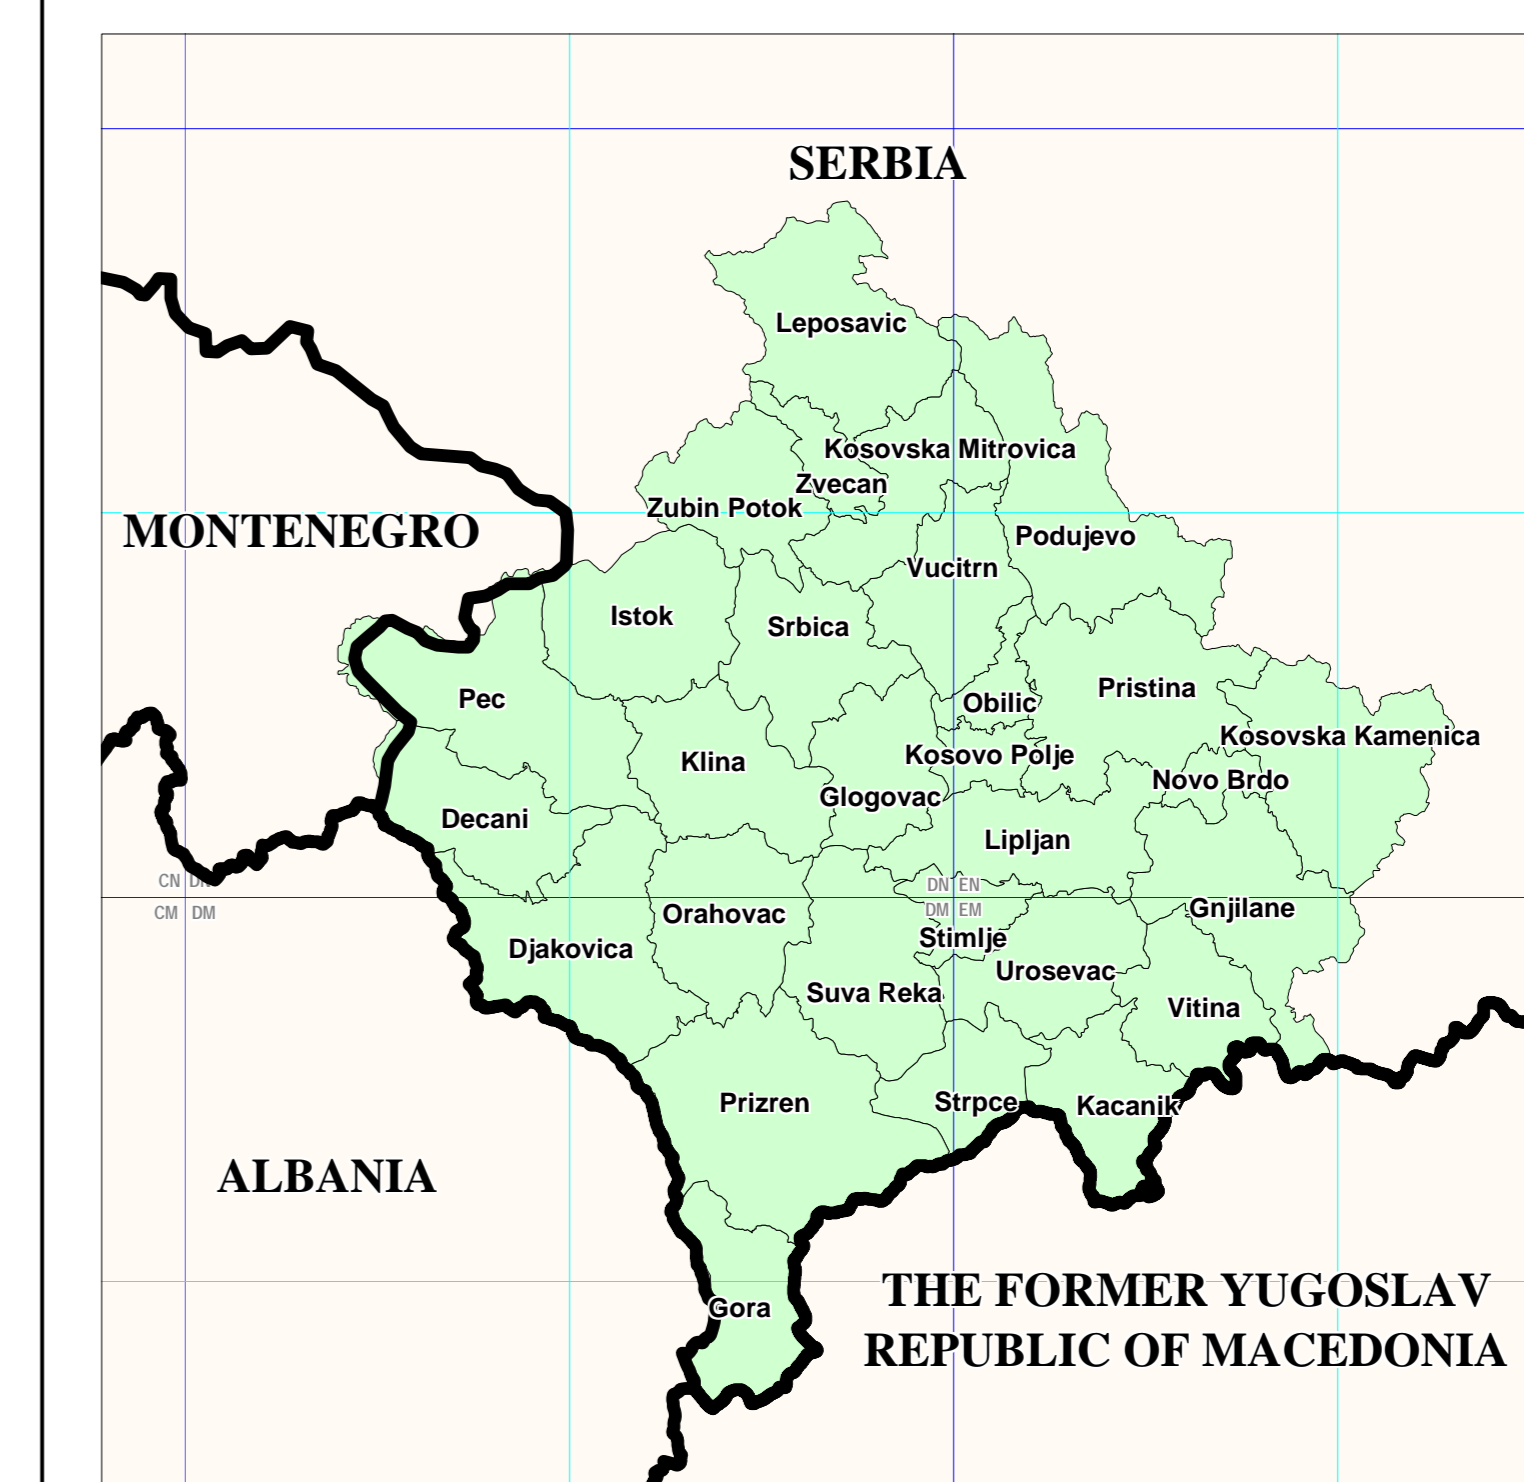 SERBIA
Leposavic
Kosovska Mitrovica
Zvecan
Zubin Potok
MONTENEGRO
Podujevo
Vucitrn
Istok
Srbica
Pec
Pristina
Obilic
Kosovska Kamenica
Kosovo Polje
Klina
Novo Brdo
Glogovac
Decani
Lipljan
CN DN
DN EN
CM DM
DM EM
Gnjilane
Orahovac
Stimlje
Djakovica
Urosevac
Suva Reka
Vitina
Prizren
Strpce
Kacanik
ALBANIA
THE FORMER YUGOSLAV
REPUBLIC OF MACEDONIA
Gora